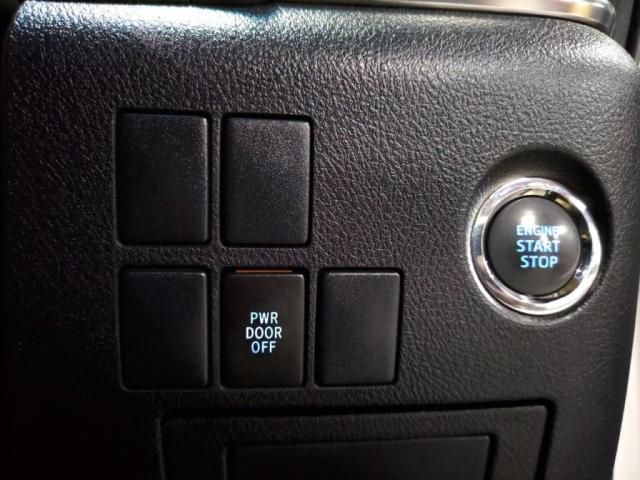 PWR
DOOR
OFF
ENGINE
START
STOP